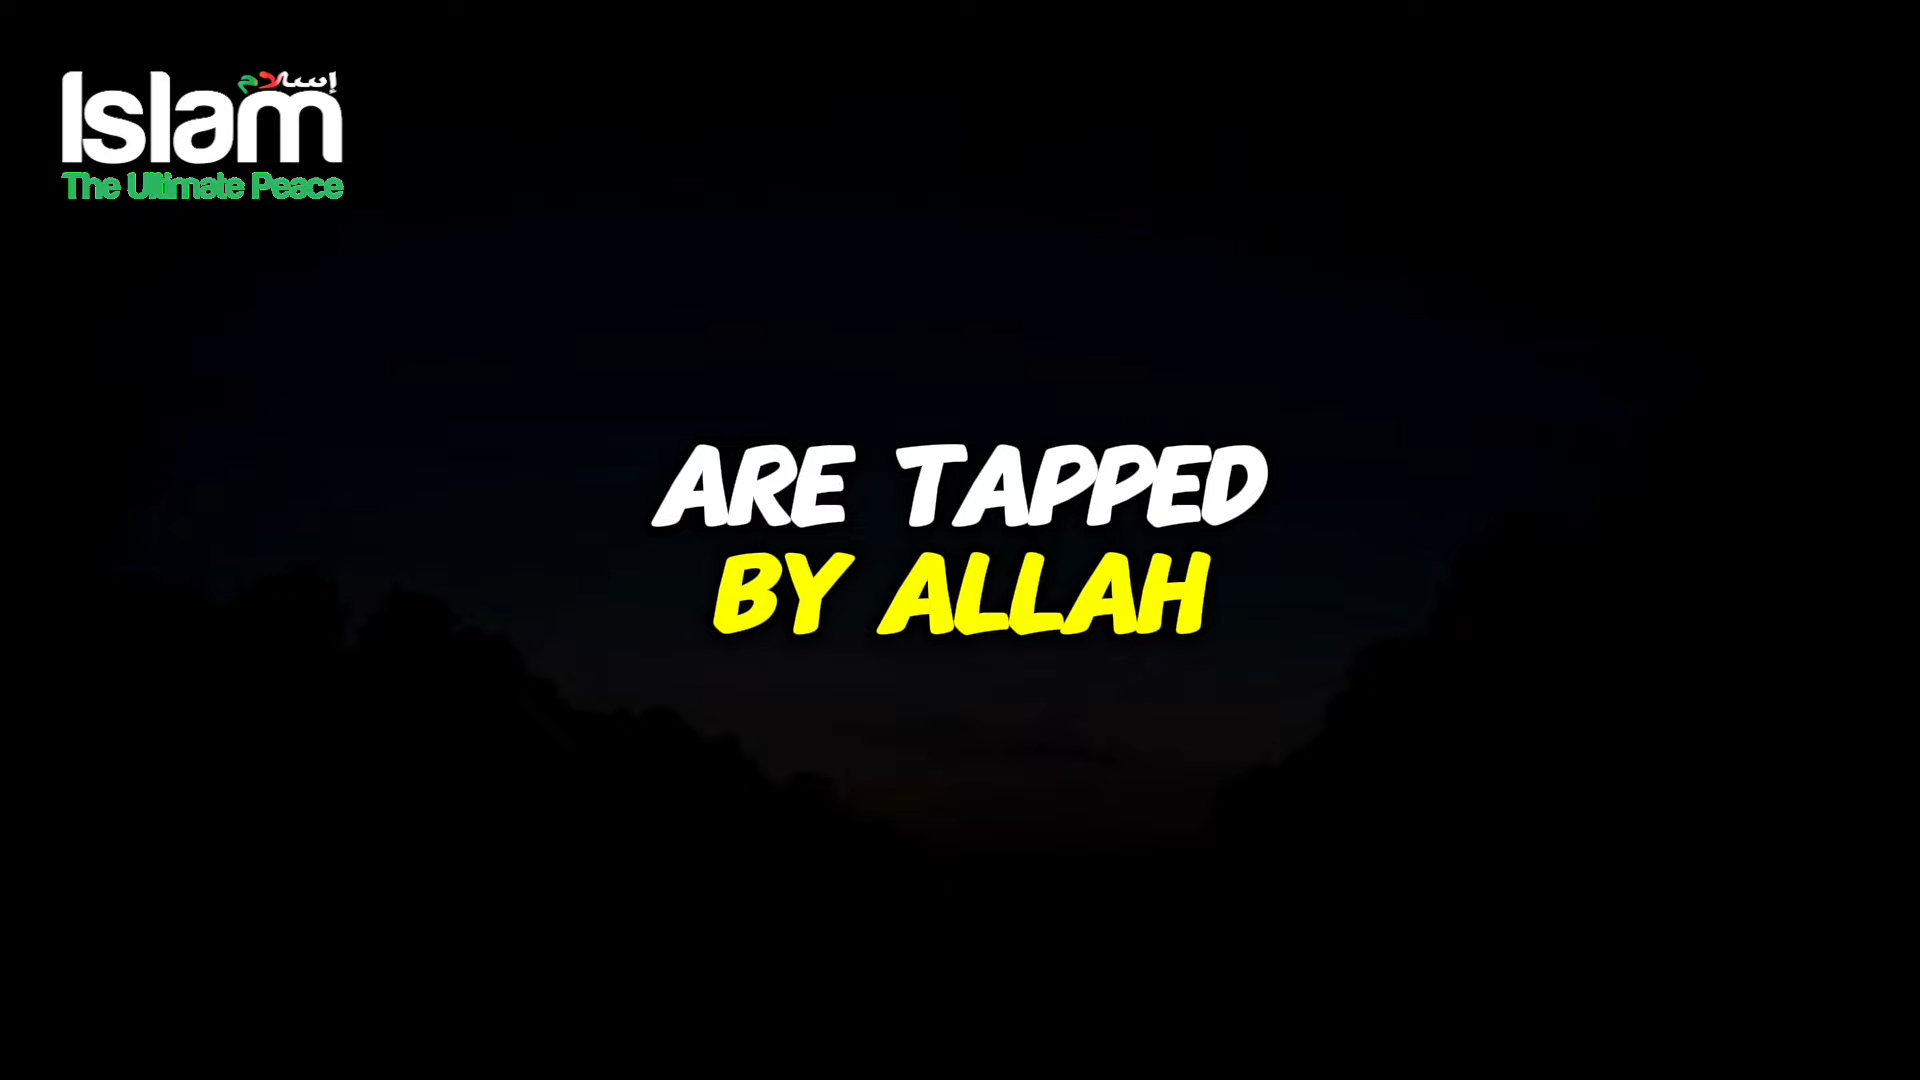 إسلام
Islam
The Ultimate Peace
ARE TAPPED
BY ALLAH